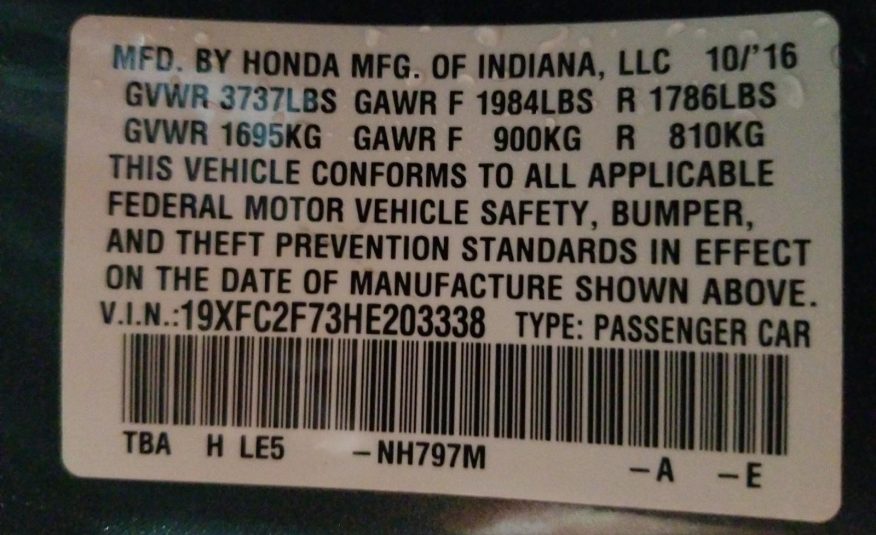 MFD. BY HONDA MFG. OF INDIANA, LLC 10/'16
GVWR 3737LBS GAWR F 1984LBS R 1786LBS
GVWR 1695KG GAWR F 900KG R 810KG
THIS VEHICLE CONFORMS TO ALL APPLICABLE
FEDERAL MOTOR VEHICLE SAFETY, BUMPER,
AND THEFT PREVENTION STANDARDS IN EFFECT
ON THE DATE OF MANUFACTURE SHOWN ABOVE.
V.I.N.:19XFC2F73HE203338 TYPE: PASSENGER CAR
TBA H LE5 -NH797M -A -E